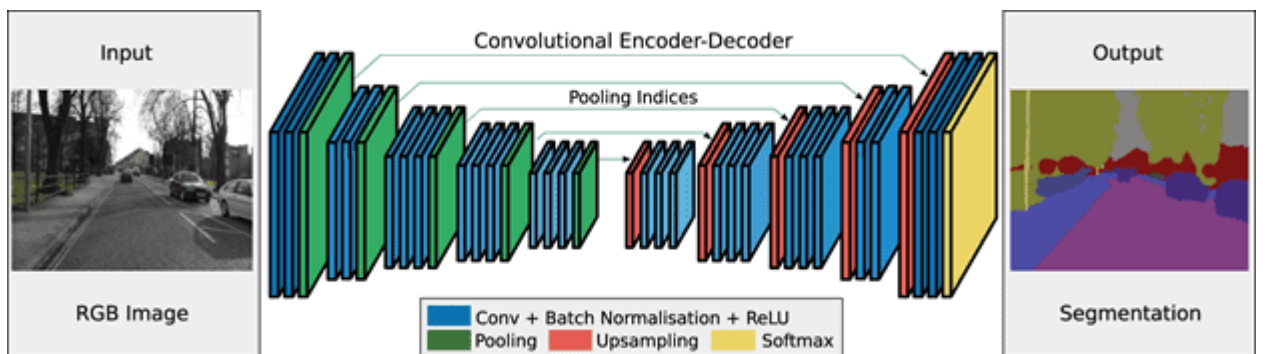 Input
RGB Image
Convolutional Encoder-Decoder
Pooling Indices
Conv + Batch Normalisation + ReLU
Pooling Upsampling Softmax
Output
Segmentation